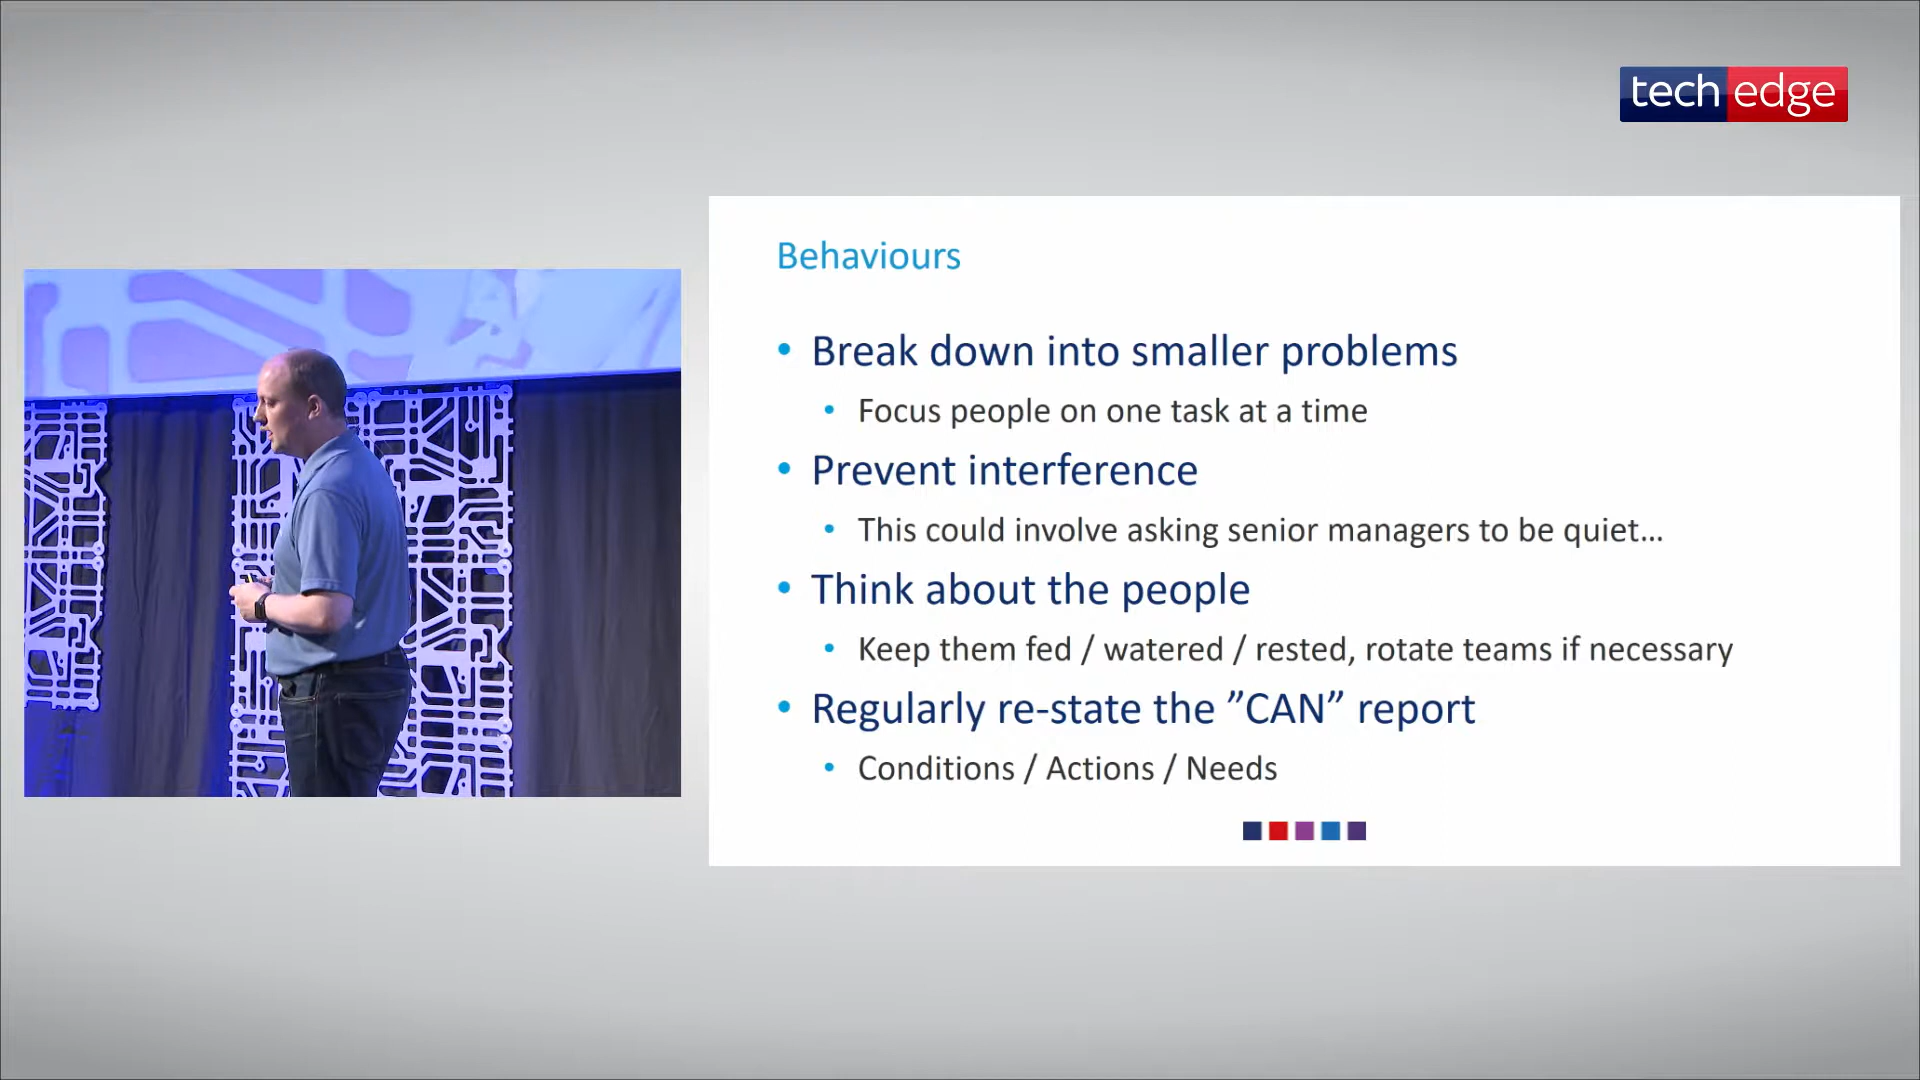 tech edge
Behaviours
• Break down into smaller problems
• Focus people on one task at a time
• Prevent interference
• This could involve asking senior managers to be quiet...
• Think about the people
• Keep them fed / watered / rested, rotate teams if necessary
• Regularly re-state the ”CAN” report
• Conditions / Actions / Needs